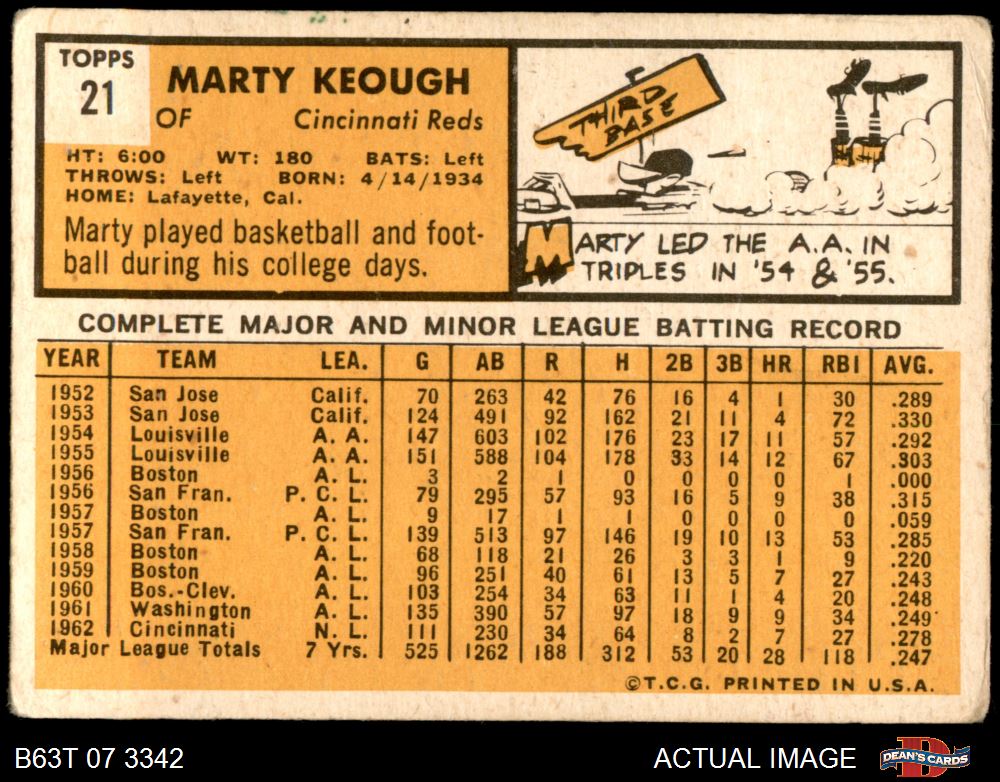 TOPPS
21
MARTY KEOUGH
OF Cincinnati Reds
HT: 6:00 WT: 180 BATS: Left
THROWS: Left BORN: 4/14/1934
HOME: Lafayette, Cal.
Marty played basketball and foot-
ball during his college days.
THIRD
BASE
MARTY LED THE A.A. IN
TRIPLES IN '54 & '55.
COMPLETE MAJOR AND MINOR LEAGUE BATTING RECORD
YEAR TEAM LEA. G AB R H 2B 3B HR RBI AVG.
1952 San Jose Calif. 70 263 42 76 16 4 1 30 .289
1953 San Jose Calif. 124 491 92 162 21 11 4 72 .330
1954 Louisville A. A. 147 603 102 176 23 17 11 57 .292
1955 Louisville A. A. 151 588 104 178 33 14 12 67 .303
1956 Boston A. L. 3 2 1 0 0 0 0 1 .000
1956 San Fran. P. C. L. 79 295 57 93 16 5 9 38 .315
1957 Boston A. L. 9 17 1 1 0 0 0 0 .059
1957 San Fran. P. C. L. 139 513 97 146 19 10 13 53 .285
1958 Boston A. L. 68 118 21 26 3 3 1 9 .220
1959 Boston A. L. 96 251 40 61 13 5 7 27 .243
1960 Bos.-Clev. A. L. 103 254 34 63 11 1 4 20 .248
1961 Washington A. L. 135 390 57 97 18 9 9 34 .249
1962 Cincinnati N. L. 111 230 34 64 8 2 7 27 .278
Major League Totals 7 Yrs. 525 1262 188 312 53 20 28 118 .247
©T.C.G. PRINTED IN U.S.A.
B63T 07 3342
ACTUAL IMAGE
D
DEAN'S CARDS